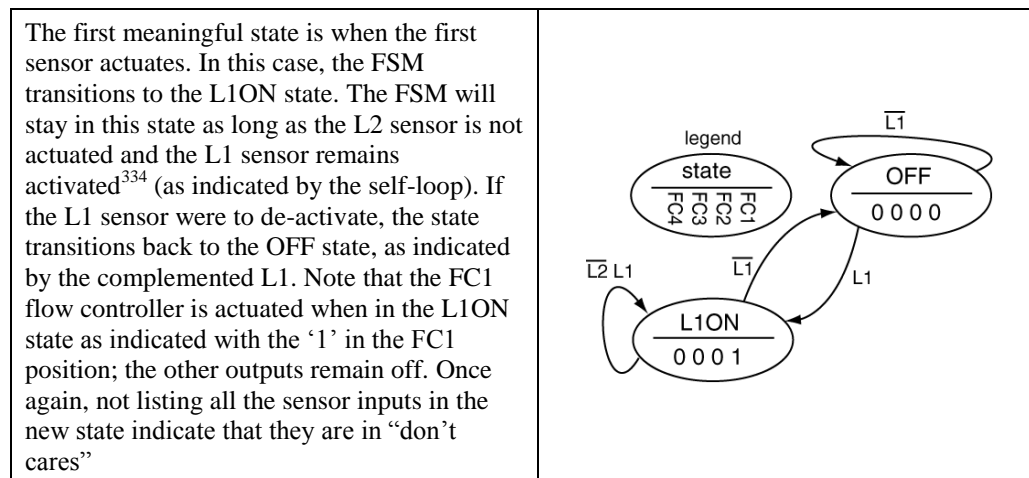 The first meaningful state is when the first
sensor actuates. In this case, the FSM
transitions to the L1ON state. The FSM will
stay in this state as long as the L2 sensor is not
actuated and the L1 sensor remains
activated³³⁴ (as indicated by the self-loop). If
the L1 sensor were to de-activate, the state
transitions back to the OFF state, as indicated
by the complemented L1. Note that the FC1
flow controller is actuated when in the L1ON
state as indicated with the ‘1’ in the FC1
position; the other outputs remain off. Once
again, not listing all the sensor inputs in the
new state indicate that they are in “don’t
cares”
legend
state
FC4
FC3
FC2
FC1
L̅1̅
OFF
0 0 0 0
L̅1̅
L1
L̅2̅ L1
L1ON
0 0 0 1